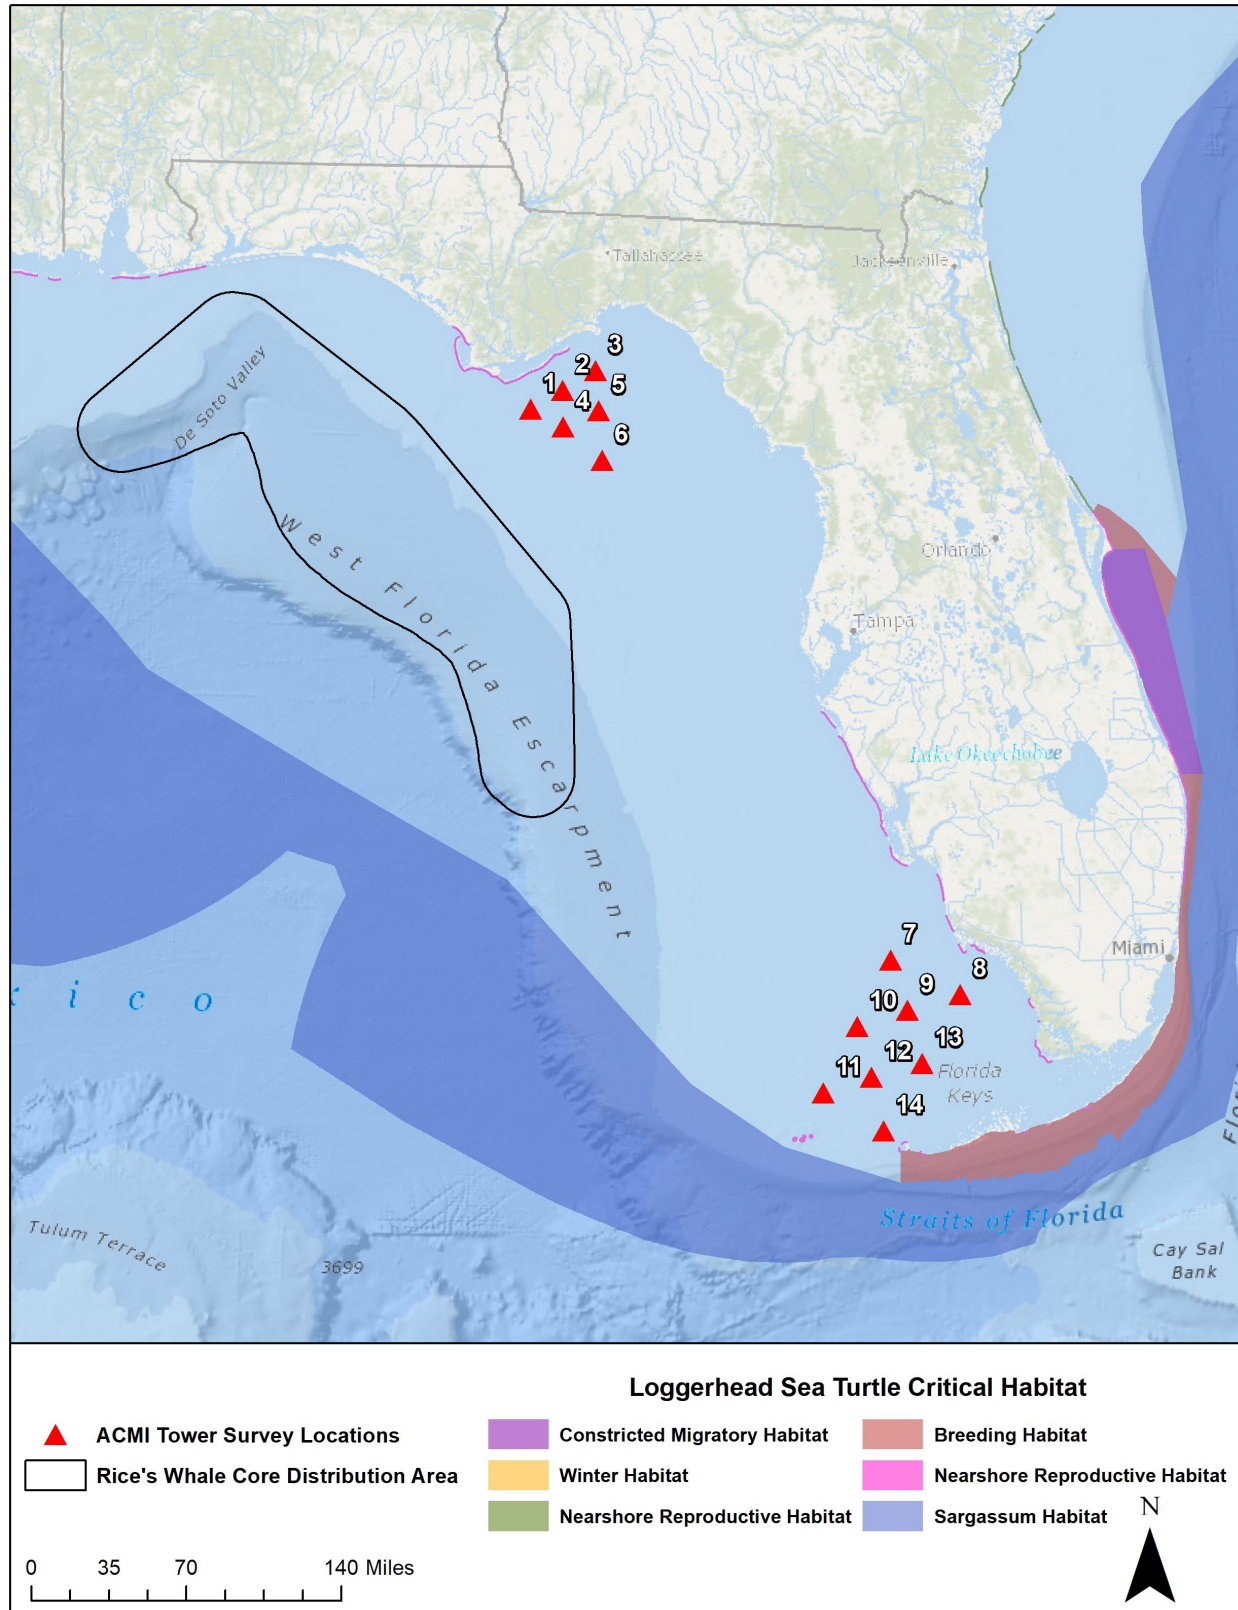 Tallahassee
Jacksonville
3
2
1
5
4
6
De Soto Valley
West Florida Escarpment
Orlando
Tampa
Lake Okeechobee
Miami
7
8
9
10
13
12
11
14
Florida
Keys
x i c o
Straits of Florida
Tulum Terrace
3699
Cay Sal
Bank
Loggerhead Sea Turtle Critical Habitat
ACMI Tower Survey Locations
Rice's Whale Core Distribution Area
Constricted Migratory Habitat
Winter Habitat
Nearshore Reproductive Habitat
Breeding Habitat
Nearshore Reproductive Habitat
Sargassum Habitat
N
0 35 70 140 Miles